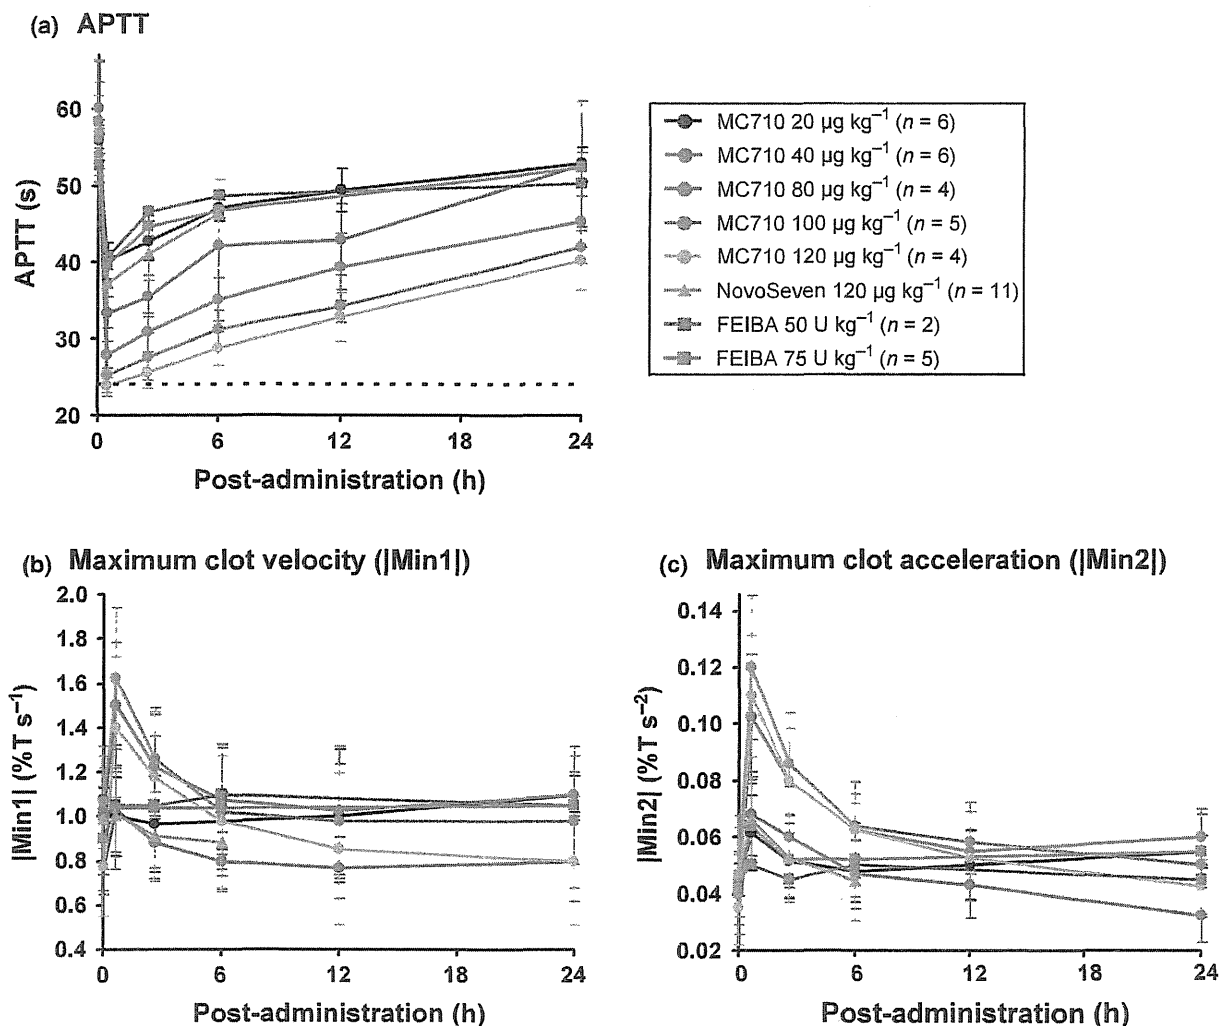 (a) APTT
60
50
40
30
20
APTT (s)
0 6 12 18 24
Post-administration (h)
MC710 20 µg kg⁻¹ (n = 6)
MC710 40 µg kg⁻¹ (n = 6)
MC710 80 µg kg⁻¹ (n = 4)
MC710 100 µg kg⁻¹ (n = 5)
MC710 120 µg kg⁻¹ (n = 4)
NovoSeven 120 µg kg⁻¹ (n = 11)
FEIBA 50 U kg⁻¹ (n = 2)
FEIBA 75 U kg⁻¹ (n = 5)
(b) Maximum clot velocity (|Min1|)
2.0
1.8
1.6
1.4
1.2
1.0
0.8
0.6
0.4
|Min1| (%T s⁻¹)
0 6 12 18 24
Post-administration (h)
(c) Maximum clot acceleration (|Min2|)
0.14
0.12
0.10
0.08
0.06
0.04
0.02
|Min2| (%T s⁻²)
0 6 12 18 24
Post-administration (h)